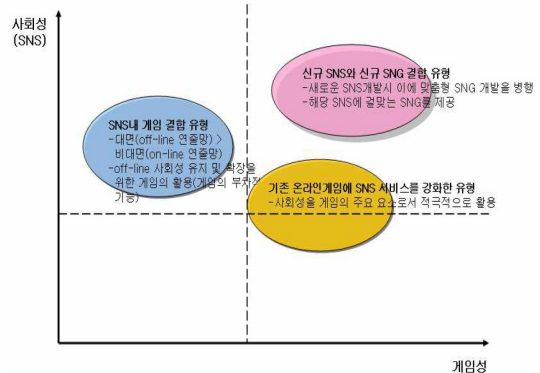 사회성
(SNS)
신규 SNS와 신규 SNG 결합 유형
-새로운 SNS개발시 이에 맞춤형 SNG 개발을 병행
-해당 SNS에 걸맞는 SNG를 제공
SNS내 게임 결합 유형
-대면(off-line 연줄망) >
비대면(on-line 연줄망)
-off-line 사회성 유지 및 확장을
위한 게임의 활용(게임의 부차적
기능)
기존 온라인게임에 SNS 서비스를 강화한 유형
-사회성을 게임의 주요 요소로서 적극적으로 활용
게임성